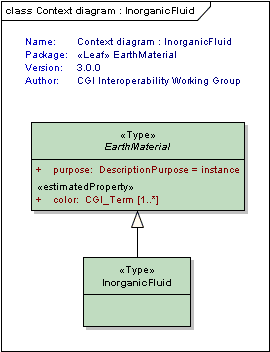 class Context diagram : InorganicFluid
Name: Context diagram : InorganicFluid
Package: «Leaf» EarthMaterial
Version: 3.0.0
Author: CGI Interoperability Working Group
«Type»
EarthMaterial
+ purpose: DescriptionPurpose = instance
«estimatedProperty»
+ color: CGI_Term [1..*]
«Type»
InorganicFluid